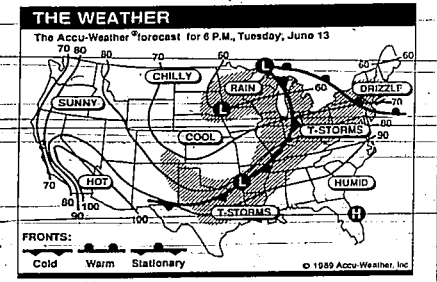 THE WEATHER
The Accu-Weather ® forecast for 6 P.M., Tuesday, June 13
70 80 70 60 60 60
CHILLY
L
RAIN
60
DRIZZLE
SUNNY
L
70
COOL
T-STORMS
80
90
HOT
L
HUMID
70
80
90
100
100
T-STORMS
H
FRONTS:
Cold Warm Stationary
© 1989 Accu-Weather, Inc